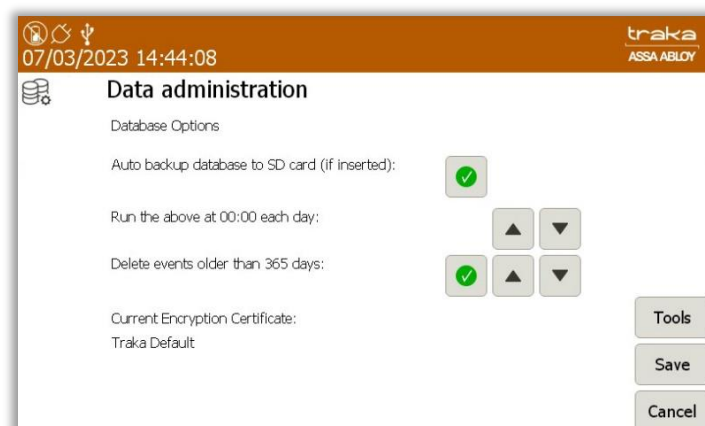 07/03/2023 14:44:08
traka
ASSA ABLOY
Data administration
Database Options
Auto backup database to SD card (if inserted):
Run the above at 00:00 each day:
Delete events older than 365 days:
Current Encryption Certificate:
Traka Default
Tools
Save
Cancel